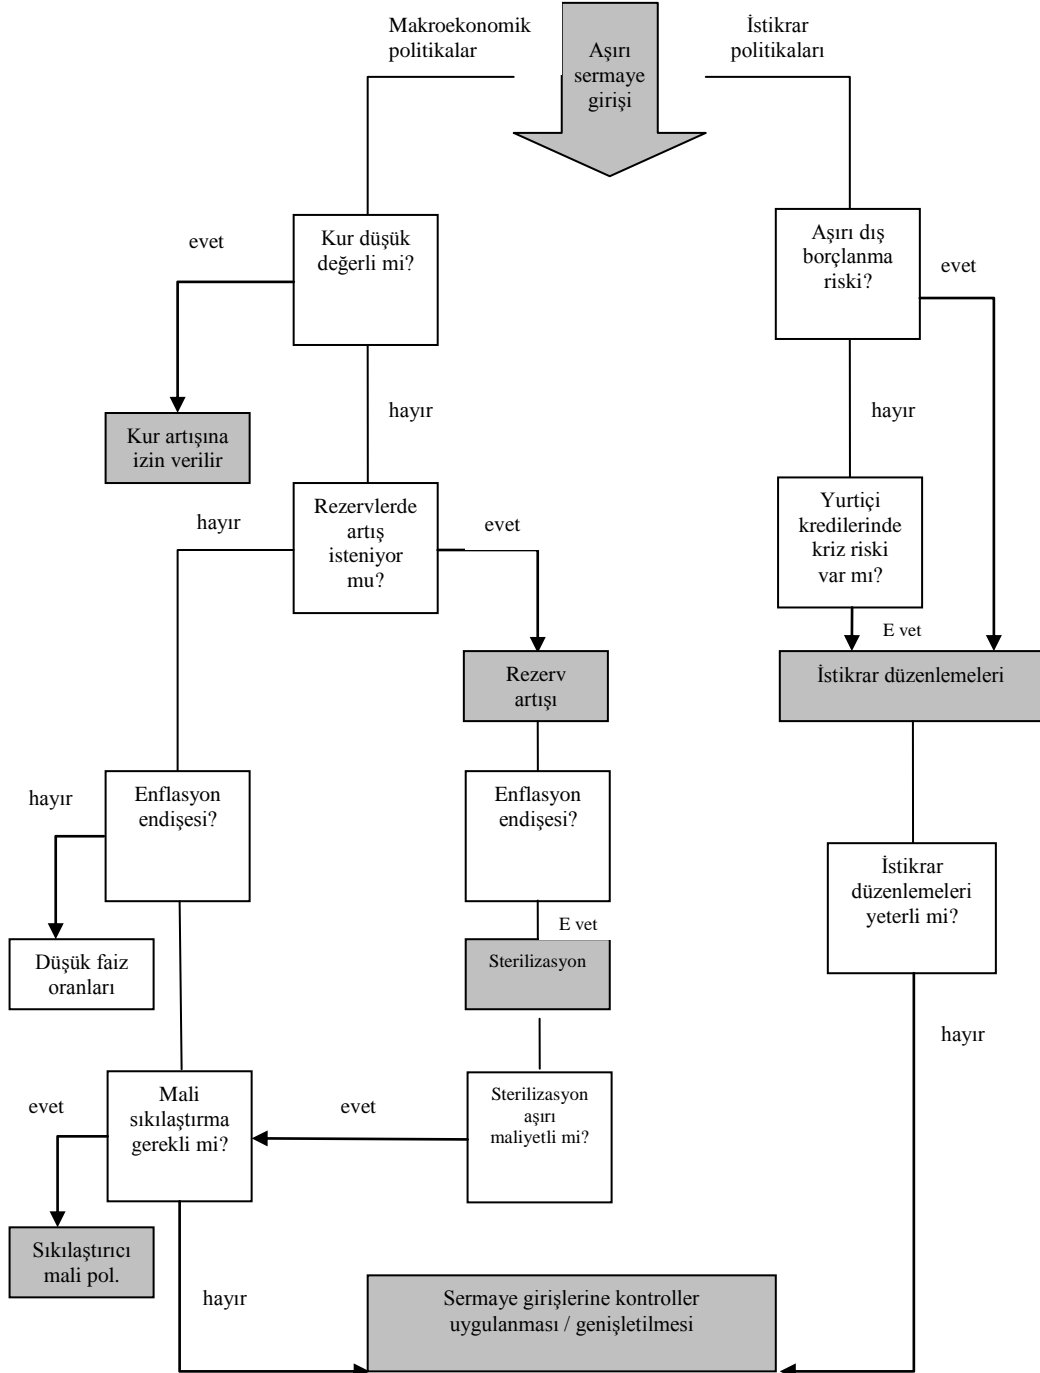 Makroekonomik
politikalar
Aşırı
sermaye
girişi
İstikrar
politikaları
evet
Kur düşük
değerli mi?
Aşırı dış
borçlanma
riski?
evet
hayır
hayır
Kur artışına
izin verilir
hayır
Rezervlerde
artış
isteniyor
mu?
evet
Yurtiçi
kredilerinde
kriz riski
var mı?
E vet
Rezerv
artışı
İstikrar düzenlemeleri
hayır
Enflasyon
endişesi?
Enflasyon
endişesi?
İstikrar
düzenlemeleri
yeterli mi?
E vet
Düşük faiz
oranları
Sterilizasyon
hayır
evet
Mali
sıkılaştırma
gerekli mi?
evet
Sterilizasyon
aşırı
maliyetli mi?
Sıkılaştırıcı
mali pol.
hayır
Sermaye girişlerine kontroller
uygulanması / genişletilmesi